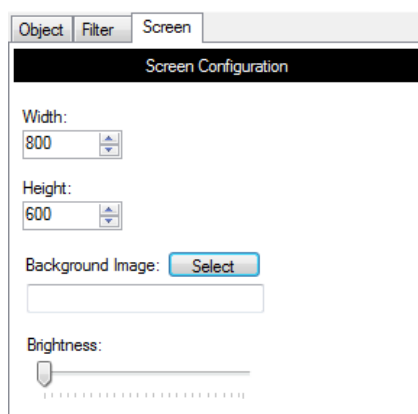 Object Filter Screen
Screen Configuration
Width:
800
Height:
600
Background Image: Select
Brightness: